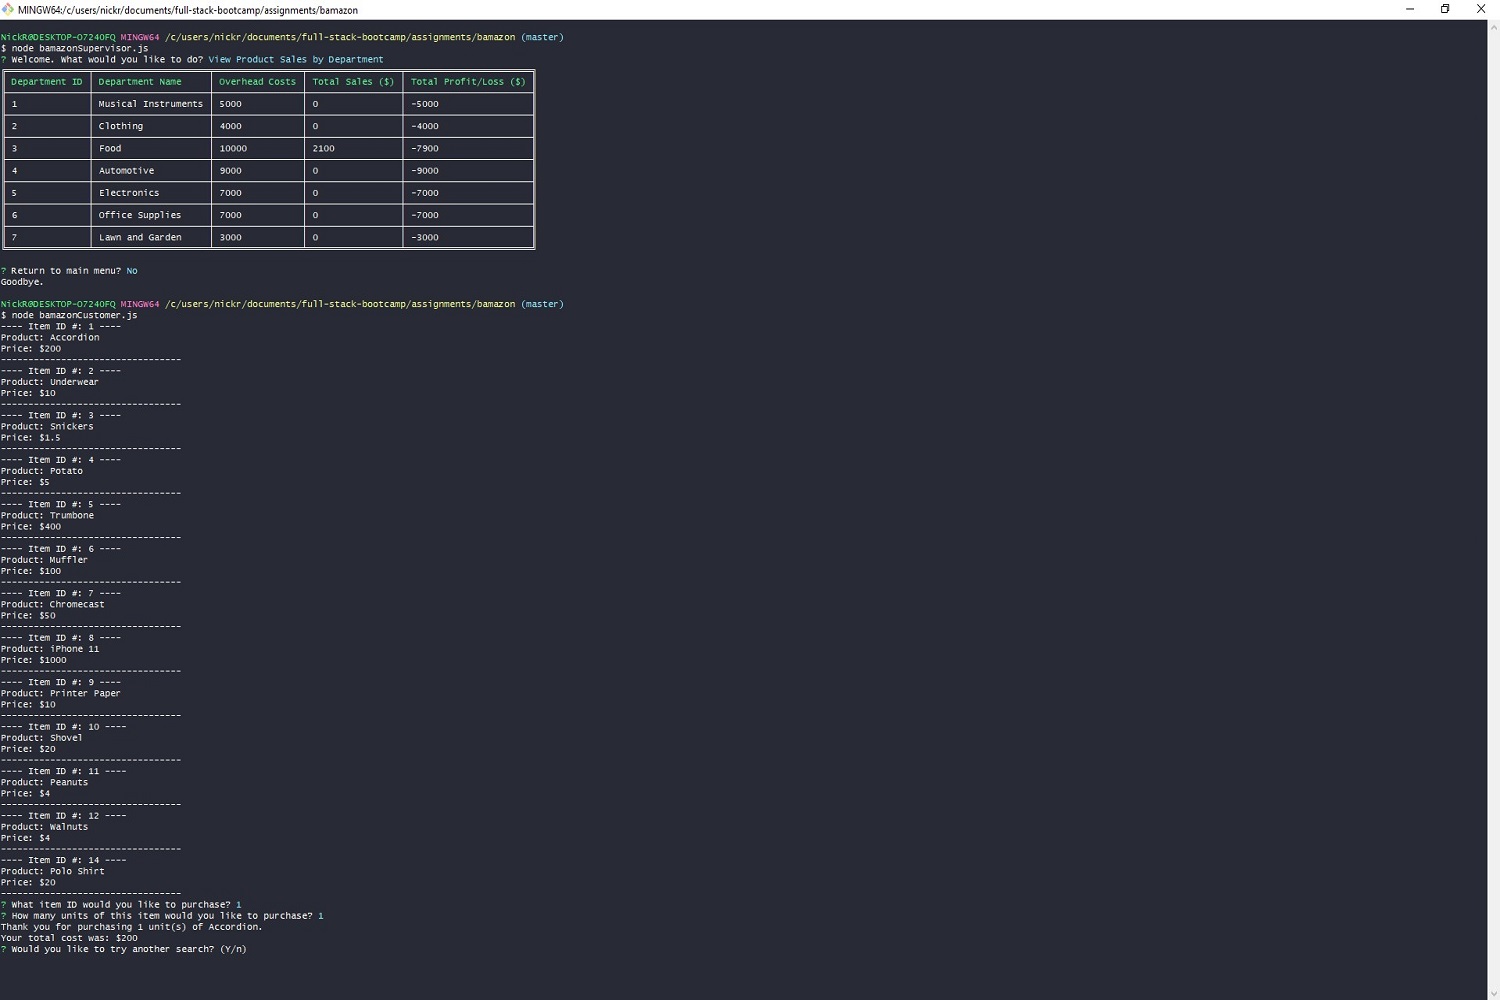 MINGW64:/c/users/nickr/documents/full-stack-bootcamp/assignments/bamazon
NickR@DESKTOP-O724OFQ MINGW64 /c/users/nickr/documents/full-stack-bootcamp/assignments/bamazon (master)
$ node bamazonSupervisor.js
? Welcome. What would you like to do? View Product Sales by Department
Department ID Department Name Overhead Costs Total Sales ($) Total Profit/Loss ($)
1 Musical Instruments 5000 0 -5000
2 Clothing 4000 0 -4000
3 Food 10000 2100 -7900
4 Automotive 9000 0 -9000
5 Electronics 7000 0 -7000
6 Office Supplies 7000 0 -7000
7 Lawn and Garden 3000 0 -3000
? Return to main menu? No
Goodbye.
NickR@DESKTOP-O724OFQ MINGW64 /c/users/nickr/documents/full-stack-bootcamp/assignments/bamazon (master)
$ node bamazonCustomer.js
---- Item ID #: 1 ----
Product: Accordion
Price: $200
---------------------------------
---- Item ID #: 2 ----
Product: Underwear
Price: $10
---------------------------------
---- Item ID #: 3 ----
Product: Snickers
Price: $1.5
---------------------------------
---- Item ID #: 4 ----
Product: Potato
Price: $5
---------------------------------
---- Item ID #: 5 ----
Product: Trumbone
Price: $400
---------------------------------
---- Item ID #: 6 ----
Product: Muffler
Price: $100
---------------------------------
---- Item ID #: 7 ----
Product: Chromecast
Price: $50
---------------------------------
---- Item ID #: 8 ----
Product: iPhone 11
Price: $1000
---------------------------------
---- Item ID #: 9 ----
Product: Printer Paper
Price: $10
---------------------------------
---- Item ID #: 10 ----
Product: Shovel
Price: $20
---------------------------------
---- Item ID #: 11 ----
Product: Peanuts
Price: $4
---------------------------------
---- Item ID #: 12 ----
Product: Walnuts
Price: $4
---------------------------------
---- Item ID #: 14 ----
Product: Polo Shirt
Price: $20
---------------------------------
? What item ID would you like to purchase? 1
? How many units of this item would you like to purchase? 1
Thank you for purchasing 1 unit(s) of Accordion.
Your total cost was: $200
? Would you like to try another search? (Y/n)